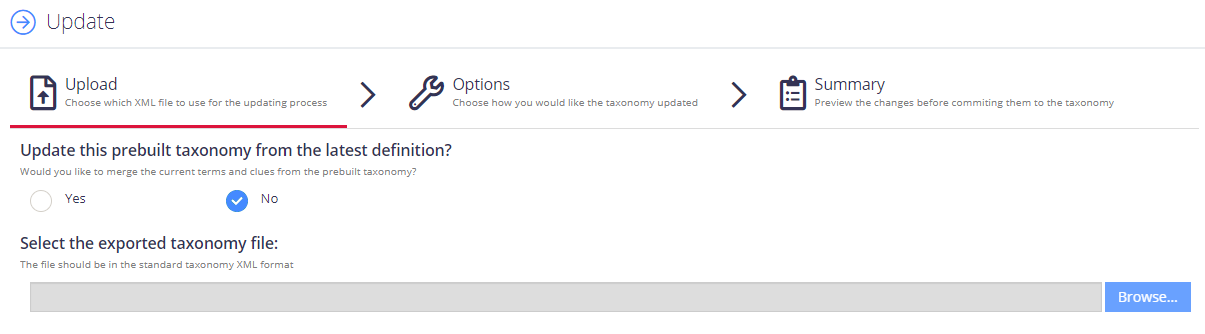 Update
Upload
Choose which XML file to use for the updating process
Options
Choose how you would like the taxonomy updated
Summary
Preview the changes before commiting them to the taxonomy
Update this prebuilt taxonomy from the latest definition?
Would you like to merge the current terms and clues from the prebuilt taxonomy?
Yes
No
Select the exported taxonomy file:
The file should be in the standard taxonomy XML format
Browse...